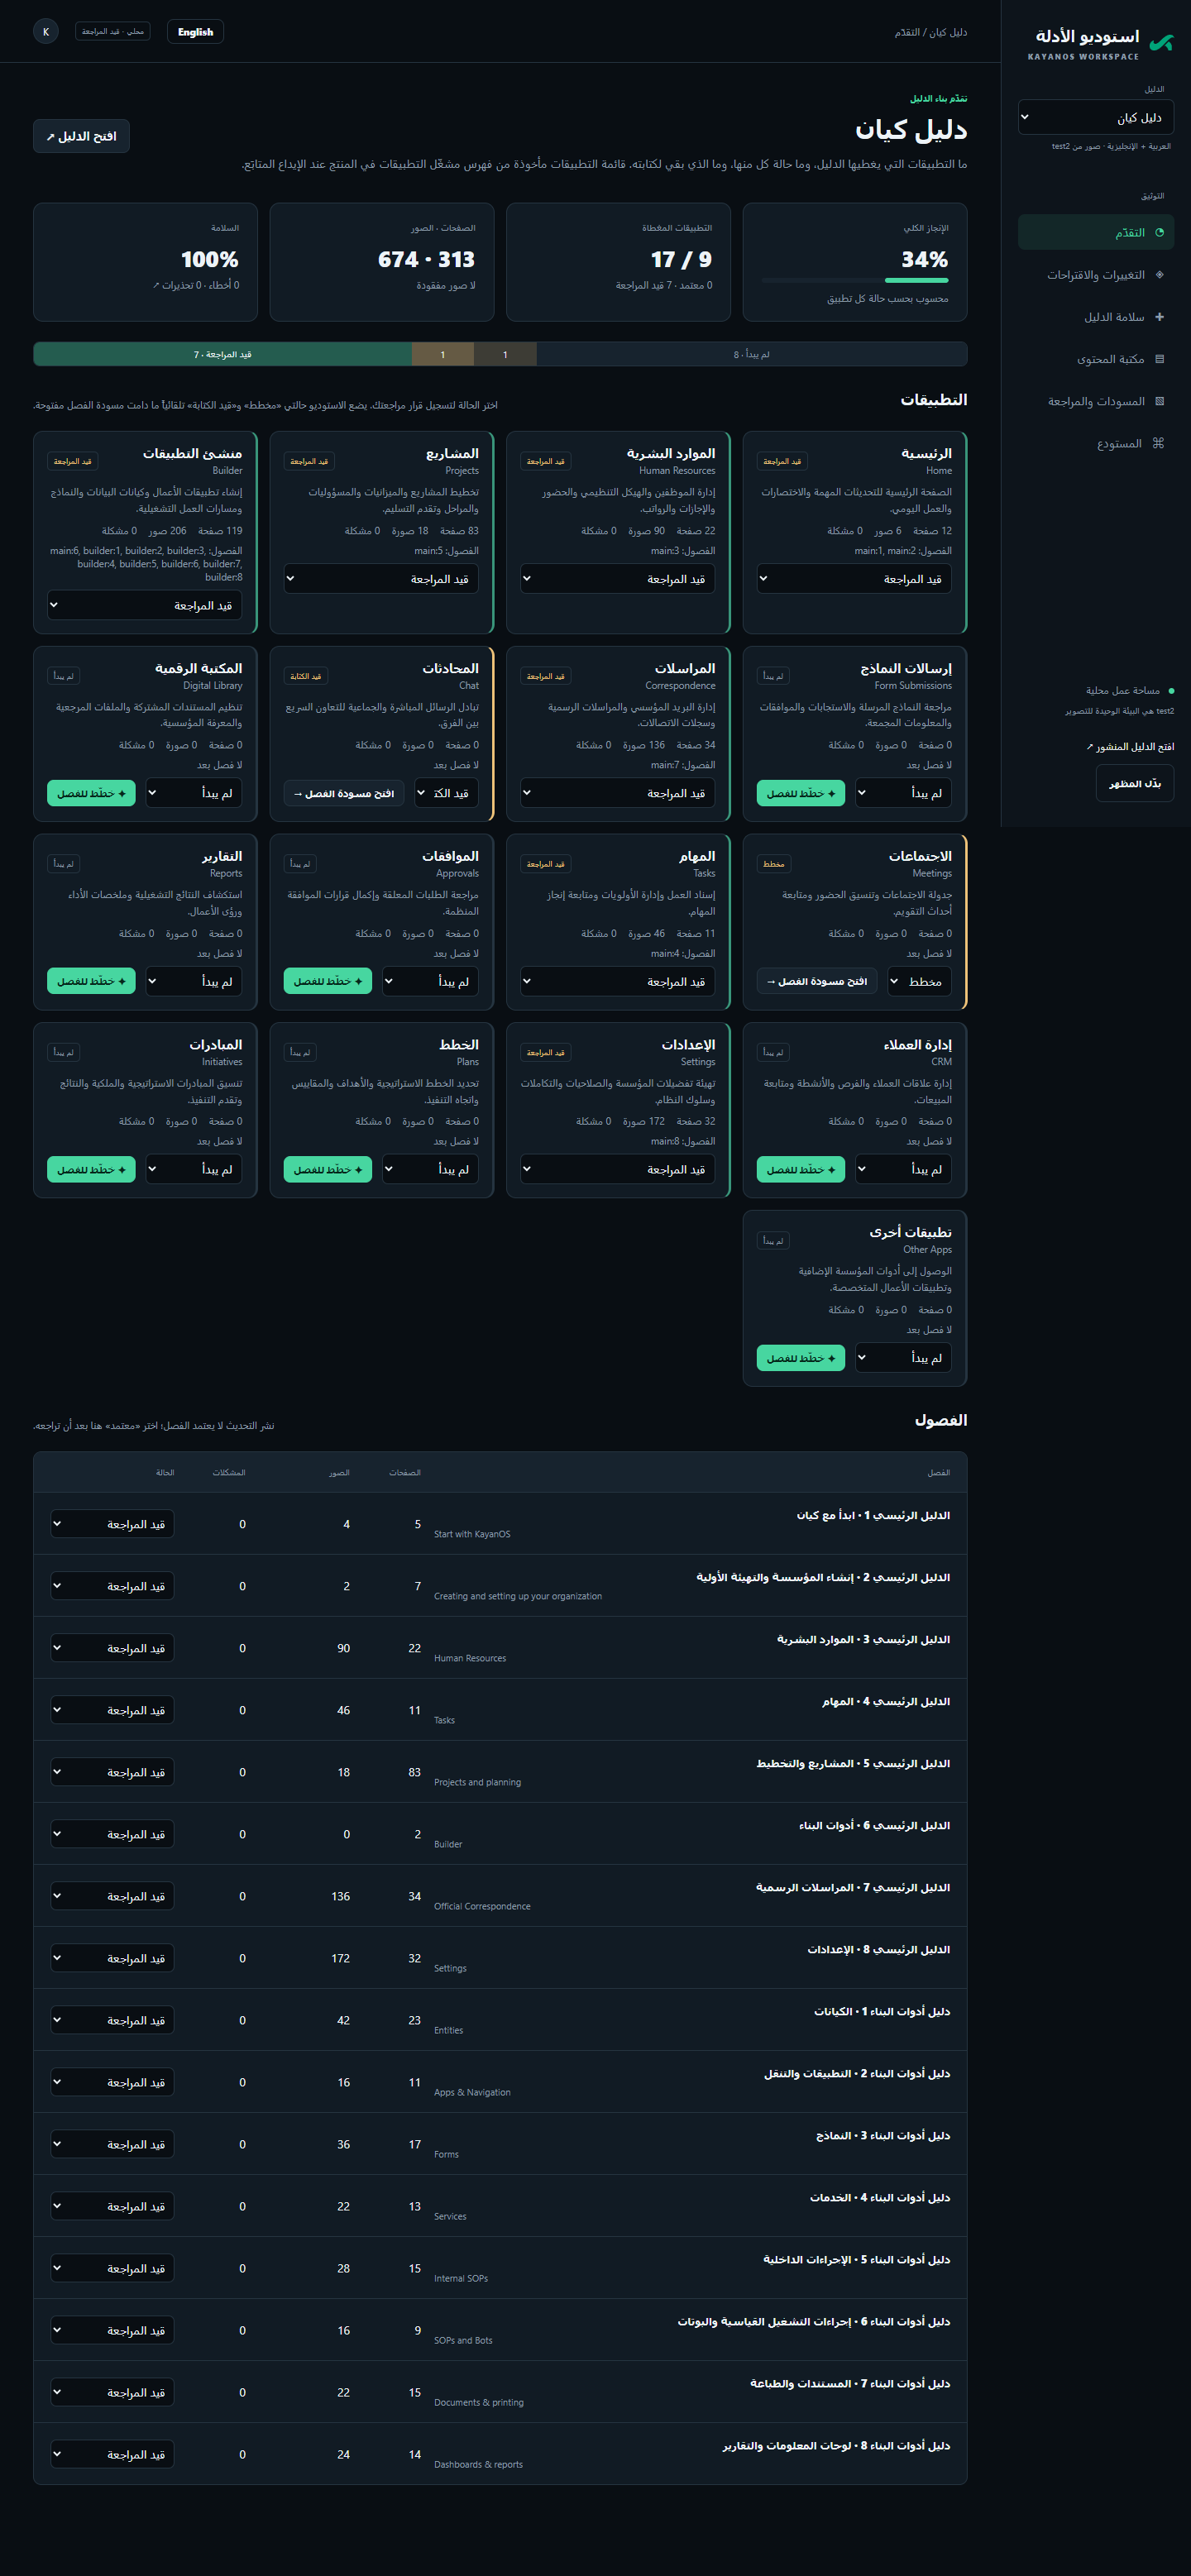 استوديو الأدلة
KAYANOS WORKSPACE
الدليل
دليل كيان
العربية + الإنجليزية · صور من test2
التوثيق
التقدّم
التغييرات والاقتراحات
سلامة الدليل
مكتبة المحتوى
المسودات والمراجعة
المستودع
مساحة عمل محلية
test2 هي البيئة الوحيدة للتصوير
افتح الدليل المنشور ↗
بدّل المظهر
دليل كيان / التقدّم
English
محلي · قيد المراجعة
K
تقدّم بناء الدليل
دليل كيان
ما التطبيقات التي يغطيها الدليل، وما حالة كل منها، وما الذي بقي لكتابته. قائمة التطبيقات مأخوذة من فهرس مشغّل التطبيقات في المنتج عند الإيداع المتابَع.
افتح الدليل ↗
الإنجاز الكلي
34%
محسوب بحسب حالة كل تطبيق
التطبيقات المغطاة
9 / 17
0 معتمد · 7 قيد المراجعة
الصفحات · الصور
313 · 674
لا صور مفقودة
السلامة
100%
0 أخطاء · 0 تحذيرات ↗
لم يبدأ · 8
1
1
قيد المراجعة · 7
التطبيقات
اختر الحالة لتسجيل قرار مراجعتك. يضع الاستوديو حالتي «مخطط» و«قيد الكتابة» تلقائياً ما دامت مسودة الفصل مفتوحة.
الرئيسية
Home
قيد المراجعة
الصفحة الرئيسية للتحديثات المهمة والاختصارات والعمل اليومي.
12 صفحة 6 صور 0 مشكلة
الفصول: main:1, main:2
قيد المراجعة
الموارد البشرية
Human Resources
قيد المراجعة
إدارة الموظفين والهيكل التنظيمي والحضور والإجازات والرواتب.
22 صفحة 90 صورة 0 مشكلة
الفصول: main:3
قيد المراجعة
المشاريع
Projects
قيد المراجعة
تخطيط المشاريع والميزانيات والمسؤوليات والمراحل وتقدم التسليم.
83 صفحة 18 صورة 0 مشكلة
الفصول: main:5
قيد المراجعة
منشئ التطبيقات
Builder
قيد المراجعة
إنشاء تطبيقات الأعمال وكيانات البيانات والنماذج ومسارات العمل التشغيلية.
119 صفحة 206 صور 0 مشكلة
الفصول: main:6, builder:1, builder:2, builder:3, builder:4, builder:5, builder:6, builder:7, builder:8
قيد المراجعة
إرسالات النماذج
Form Submissions
لم يبدأ
مراجعة النماذج المرسلة والاستجابات والموافقات والمعلومات المجمعة.
0 صفحة 0 صورة 0 مشكلة
لا فصل بعد
لم يبدأ
✦ خطّط للفصل
المراسلات
Correspondence
قيد المراجعة
إدارة البريد المؤسسي والمراسلات الرسمية وسجلات الاتصالات.
34 صفحة 136 صورة 0 مشكلة
الفصول: main:7
قيد المراجعة
المحادثات
Chat
قيد الكتابة
تبادل الرسائل المباشرة والجماعية للتعاون السريع بين الفرق.
0 صفحة 0 صورة 0 مشكلة
لا فصل بعد
قيد الكت
افتح مسودة الفصل →
المكتبة الرقمية
Digital Library
لم يبدأ
تنظيم المستندات المشتركة والملفات المرجعية والمعرفة المؤسسية.
0 صفحة 0 صورة 0 مشكلة
لا فصل بعد
لم يبدأ
✦ خطّط للفصل
الاجتماعات
Meetings
مخطط
جدولة الاجتماعات وتنسيق الحضور ومتابعة أحداث التقويم.
0 صفحة 0 صورة 0 مشكلة
لا فصل بعد
مخطط
افتح مسودة الفصل →
المهام
Tasks
قيد المراجعة
إسناد العمل وإدارة الأولويات ومتابعة إنجاز المهام.
11 صفحة 46 صورة 0 مشكلة
الفصول: main:4
قيد المراجعة
الموافقات
Approvals
لم يبدأ
مراجعة الطلبات المعلقة وإكمال قرارات الموافقة المنظمة.
0 صفحة 0 صورة 0 مشكلة
لا فصل بعد
لم يبدأ
✦ خطّط للفصل
التقارير
Reports
لم يبدأ
استكشاف النتائج التشغيلية وملخصات الأداء ورؤى الأعمال.
0 صفحة 0 صورة 0 مشكلة
لا فصل بعد
لم يبدأ
✦ خطّط للفصل
إدارة العملاء
CRM
لم يبدأ
إدارة علاقات العملاء والفرص والأنشطة ومتابعة المبيعات.
0 صفحة 0 صورة 0 مشكلة
لا فصل بعد
لم يبدأ
✦ خطّط للفصل
الإعدادات
Settings
قيد المراجعة
تهيئة تفضيلات المؤسسة والصلاحيات والتكاملات وسلوك النظام.
32 صفحة 172 صورة 0 مشكلة
الفصول: main:8
قيد المراجعة
الخطط
Plans
لم يبدأ
تحديد الخطط الاستراتيجية والأهداف والمقاييس واتجاه التنفيذ.
0 صفحة 0 صورة 0 مشكلة
لا فصل بعد
لم يبدأ
✦ خطّط للفصل
المبادرات
Initiatives
لم يبدأ
تنسيق المبادرات الاستراتيجية والملكية والنتائج وتقدم التنفيذ.
0 صفحة 0 صورة 0 مشكلة
لا فصل بعد
لم يبدأ
✦ خطّط للفصل
تطبيقات أخرى
Other Apps
لم يبدأ
الوصول إلى أدوات المؤسسة الإضافية وتطبيقات الأعمال المتخصصة.
0 صفحة 0 صورة 0 مشكلة
لا فصل بعد
لم يبدأ
✦ خطّط للفصل
الفصول
نشر التحديث لا يعتمد الفصل؛ اختر «معتمد» هنا بعد أن تراجعه.
الفصل الصفحات الصور المشكلات الحالة
الدليل الرئيسي 1 • ابدأ مع كيان
Start with KayanOS
5 4 0 قيد المراجعة
الدليل الرئيسي 2 • إنشاء المؤسسة والتهيئة الأولية
Creating and setting up your organization
7 2 0 قيد المراجعة
الدليل الرئيسي 3 • الموارد البشرية
Human Resources
22 90 0 قيد المراجعة
الدليل الرئيسي 4 • المهام
Tasks
11 46 0 قيد المراجعة
الدليل الرئيسي 5 • المشاريع والتخطيط
Projects and planning
83 18 0 قيد المراجعة
الدليل الرئيسي 6 • أدوات البناء
Builder
2 0 0 قيد المراجعة
الدليل الرئيسي 7 • المراسلات الرسمية
Official Correspondence
34 136 0 قيد المراجعة
الدليل الرئيسي 8 • الإعدادات
Settings
32 172 0 قيد المراجعة
دليل أدوات البناء 1 • الكيانات
Entities
23 42 0 قيد المراجعة
دليل أدوات البناء 2 • التطبيقات والتنقل
Apps & Navigation
11 16 0 قيد المراجعة
دليل أدوات البناء 3 • النماذج
Forms
17 36 0 قيد المراجعة
دليل أدوات البناء 4 • الخدمات
Services
13 22 0 قيد المراجعة
دليل أدوات البناء 5 • الإجراءات الداخلية
Internal SOPs
15 28 0 قيد المراجعة
دليل أدوات البناء 6 • إجراءات التشغيل القياسية والبوتات
SOPs and Bots
9 16 0 قيد المراجعة
دليل أدوات البناء 7 • المستندات والطباعة
Documents & printing
15 22 0 قيد المراجعة
دليل أدوات البناء 8 • لوحات المعلومات والتقارير
Dashboards & reports
14 24 0 قيد المراجعة